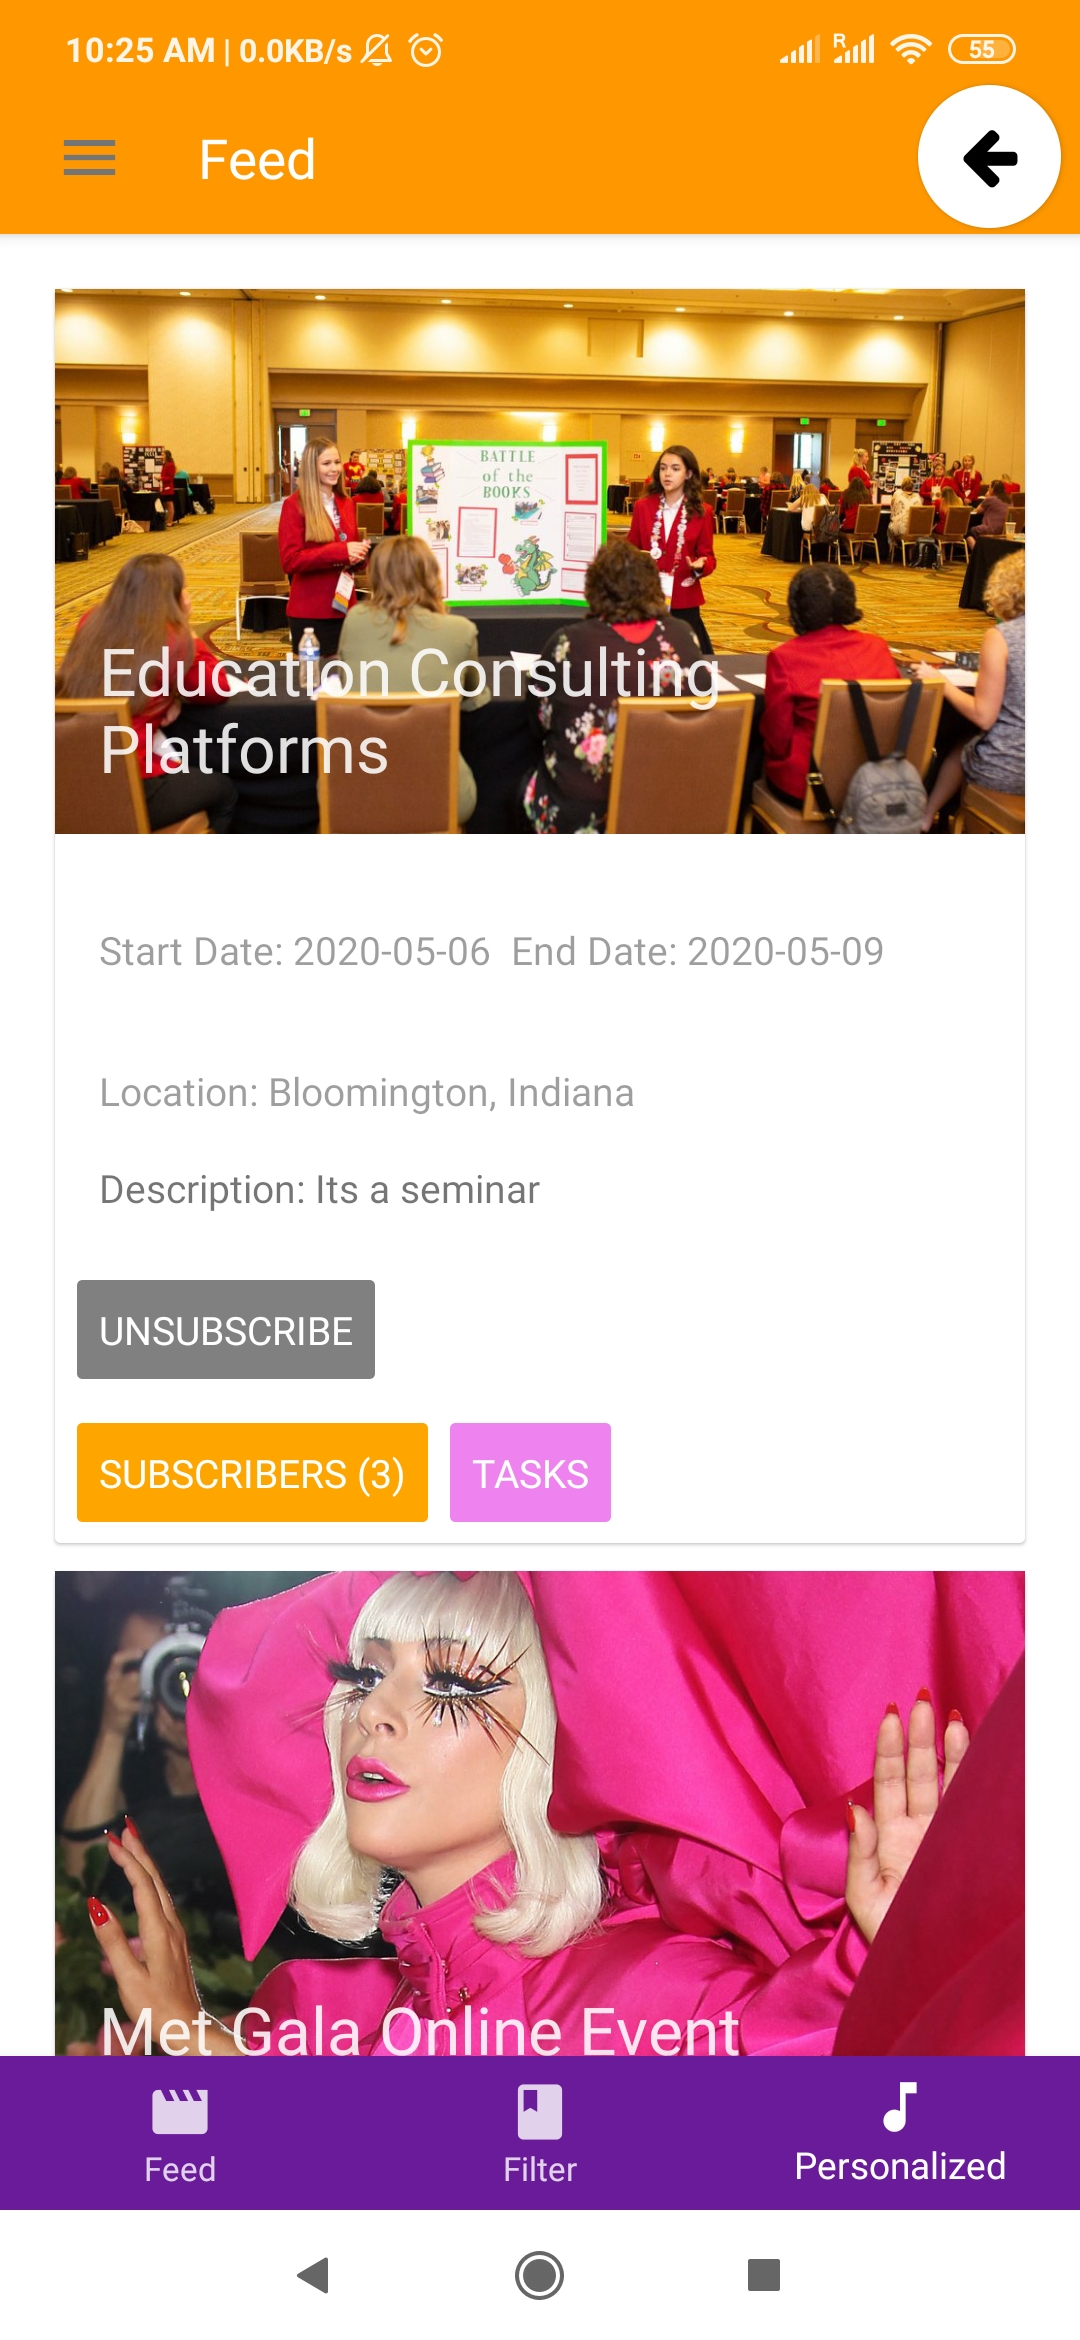 10:25 AM | 0.0KB/s
R
55
Feed
BATTLE
of the
BOOKS
Education Consulting
Platforms
Start Date: 2020-05-06 End Date: 2020-05-09
Location: Bloomington, Indiana
Description: Its a seminar
UNSUBSCRIBE
SUBSCRIBERS (3)
TASKS
Met Gala Online Event
Feed
Filter
Personalized